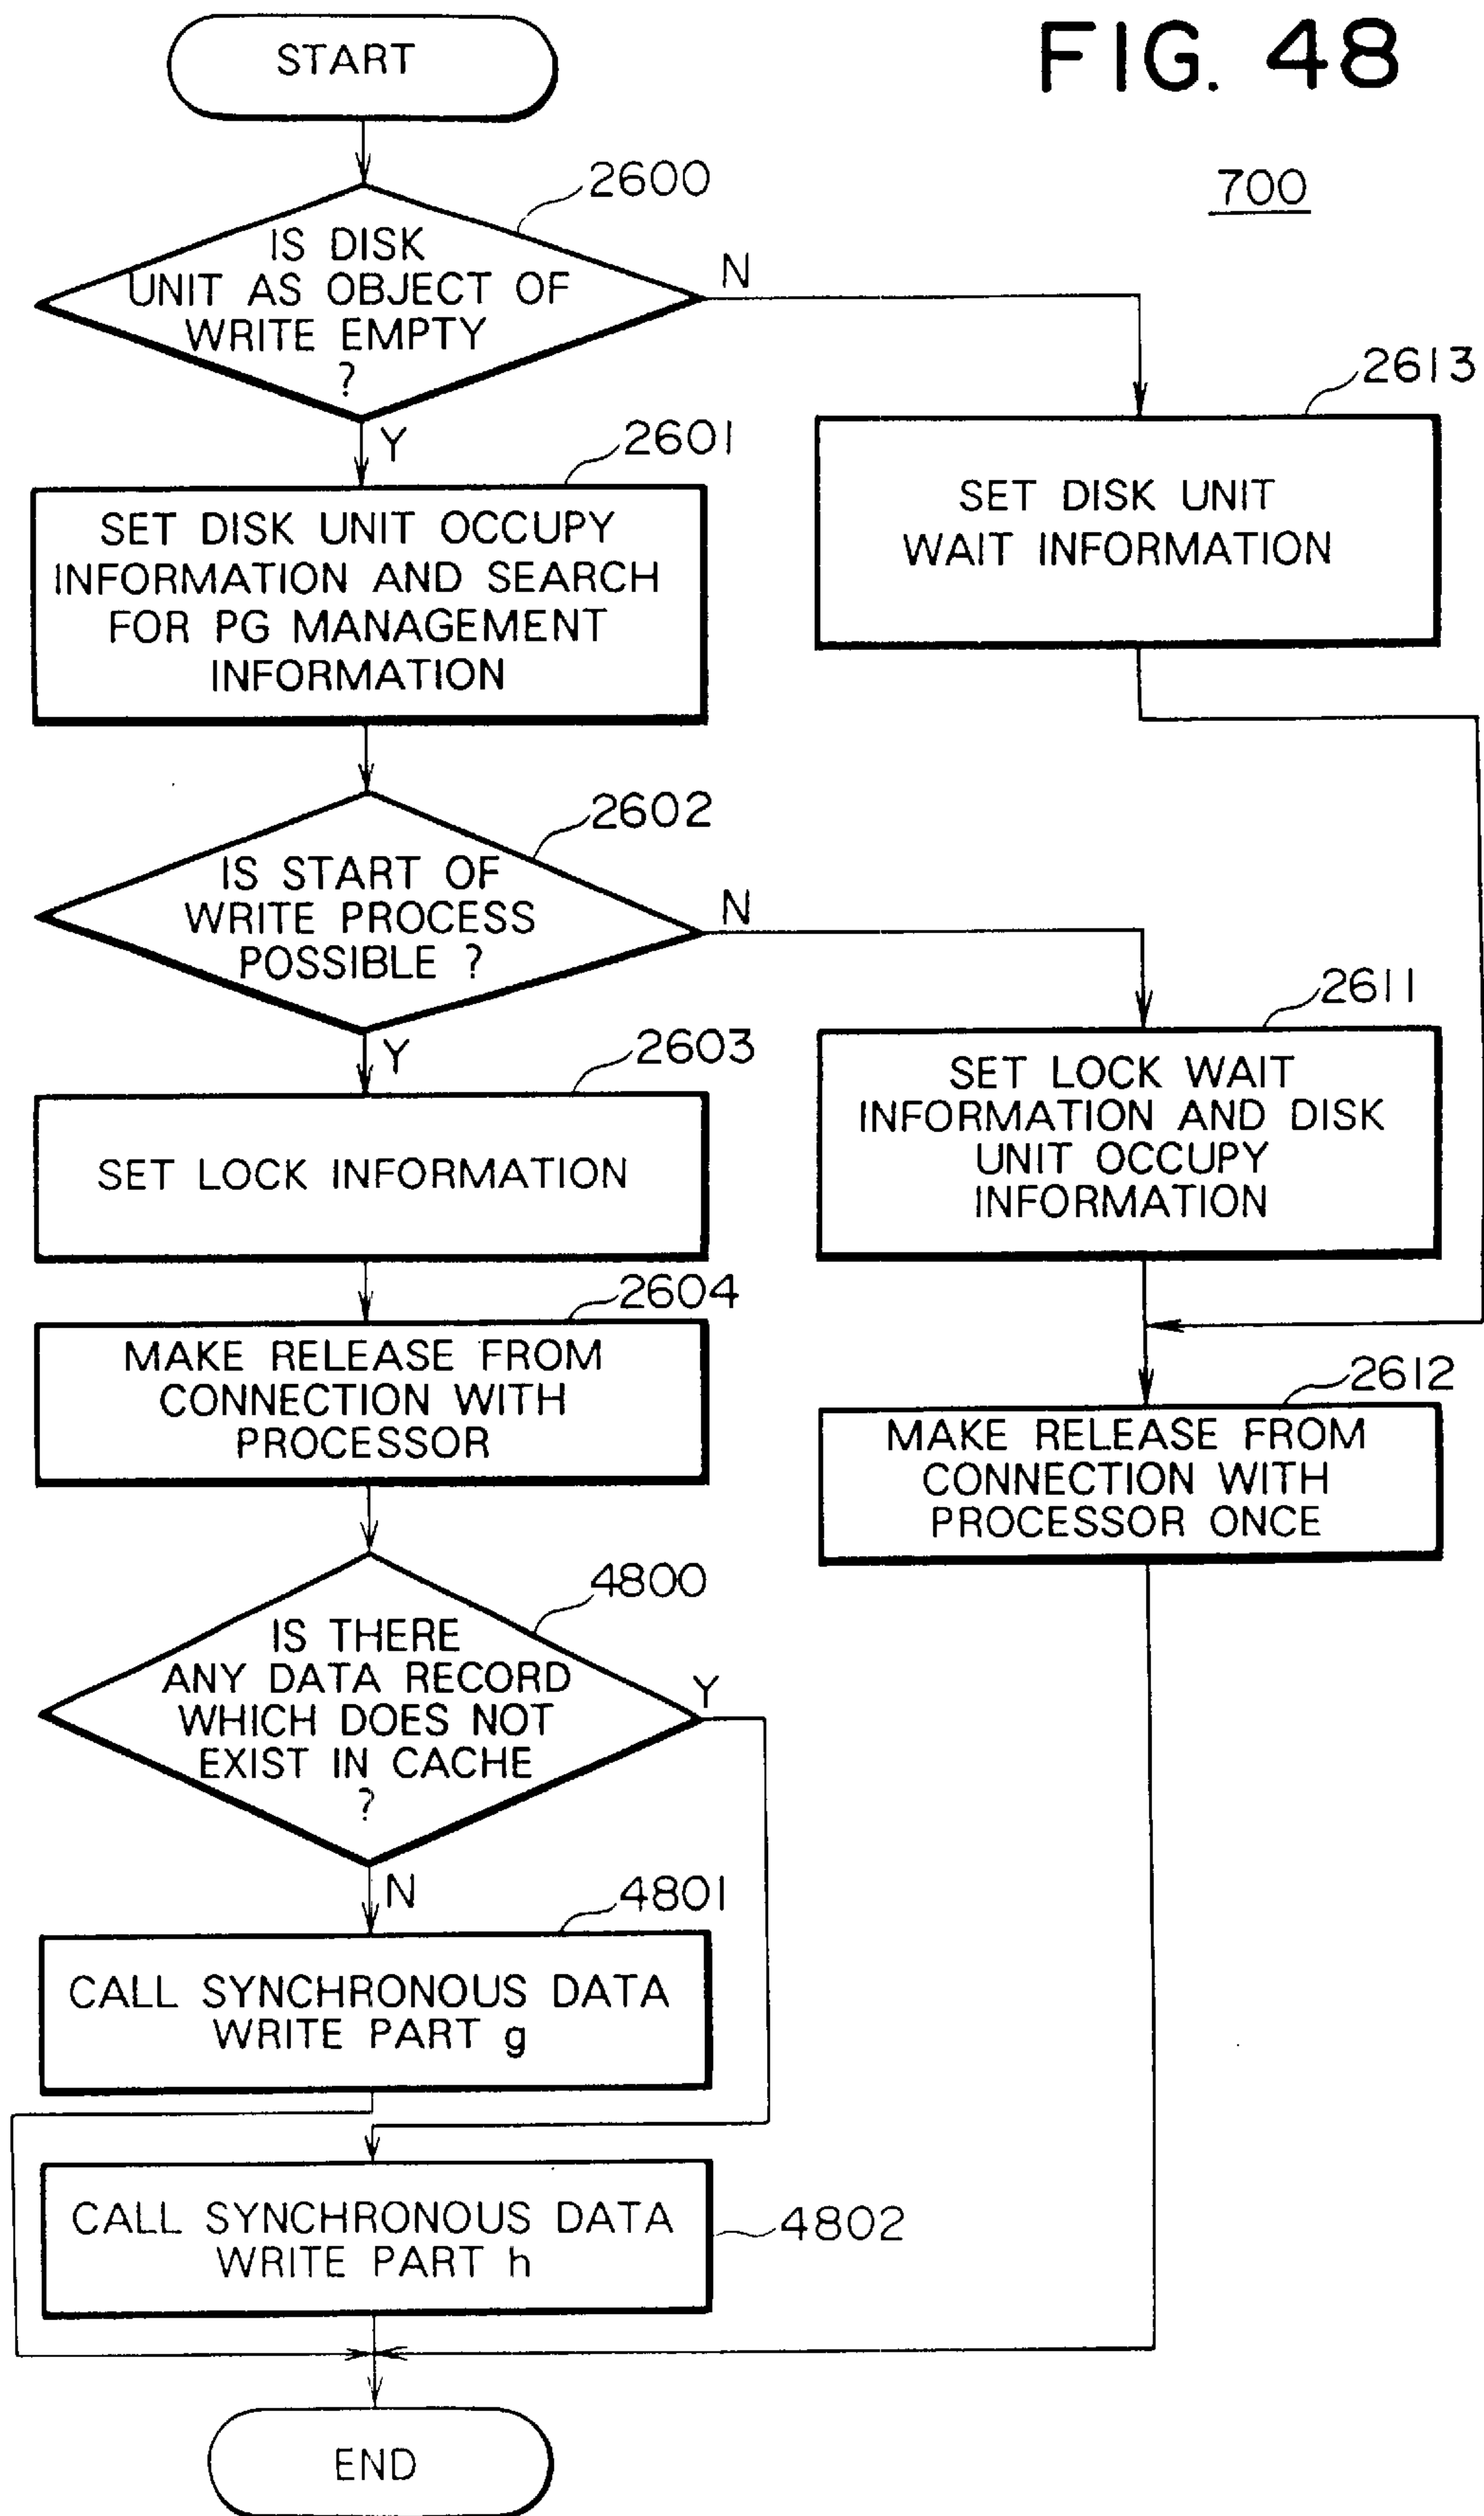 FIG. 48
700
START
2600
IS DISK
UNIT AS OBJECT OF
WRITE EMPTY
?
N
Y
2613
SET DISK UNIT
WAIT INFORMATION
2601
SET DISK UNIT OCCUPY
INFORMATION AND SEARCH
FOR PG MANAGEMENT
INFORMATION
2602
IS START OF
WRITE PROCESS
POSSIBLE ?
N
Y
2611
SET LOCK WAIT
INFORMATION AND DISK
UNIT OCCUPY
INFORMATION
2603
SET LOCK INFORMATION
2604
MAKE RELEASE FROM
CONNECTION WITH
PROCESSOR
2612
MAKE RELEASE FROM
CONNECTION WITH
PROCESSOR ONCE
4800
IS THERE
ANY DATA RECORD
WHICH DOES NOT
EXIST IN CACHE
?
Y
N
4801
CALL SYNCHRONOUS DATA
WRITE PART g
4802
CALL SYNCHRONOUS DATA
WRITE PART h
END